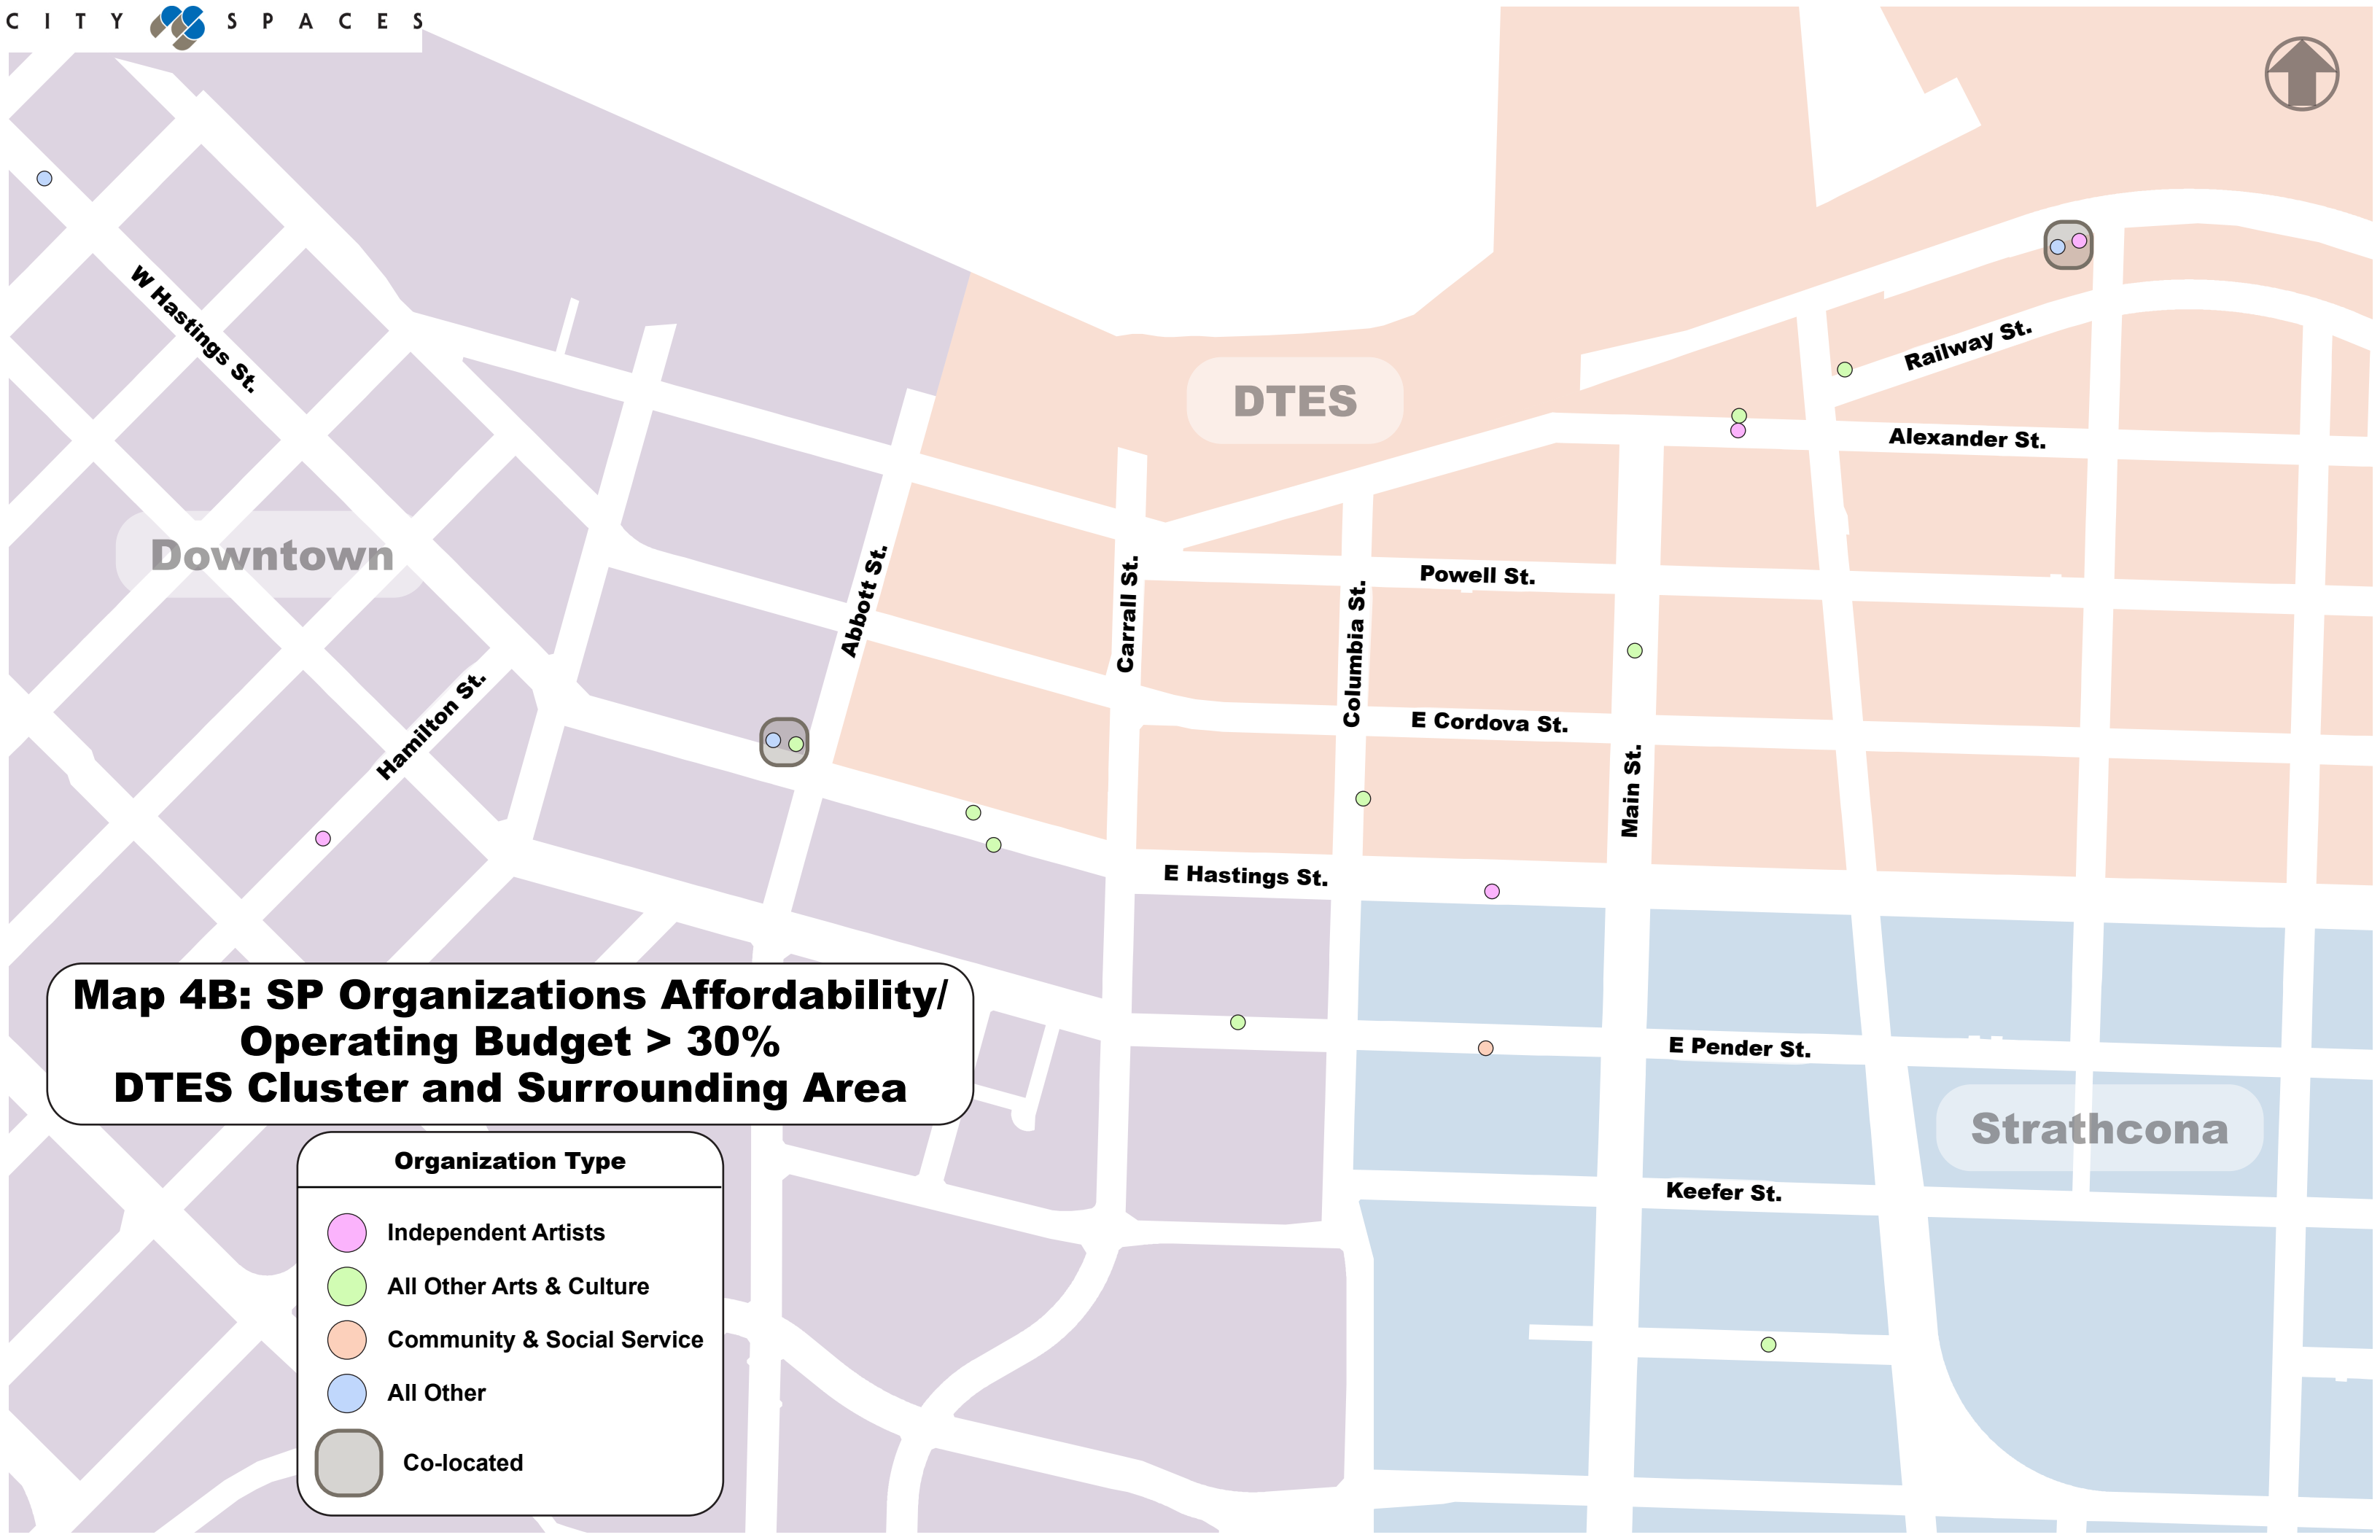 CITY SPACES
W Hastings St.
DTES
Railway St.
Alexander St.
Downtown
Abbott St.
Carrall St.
Columbia St.
Powell St.
Hamilton St.
E Cordova St.
Main St.
E Hastings St.
Map 4B: SP Organizations Affordability/
Operating Budget > 30%
DTES Cluster and Surrounding Area
E Pender St.
Strathcona
Keefer St.
Organization Type
Independent Artists
All Other Arts & Culture
Community & Social Service
All Other
Co-located